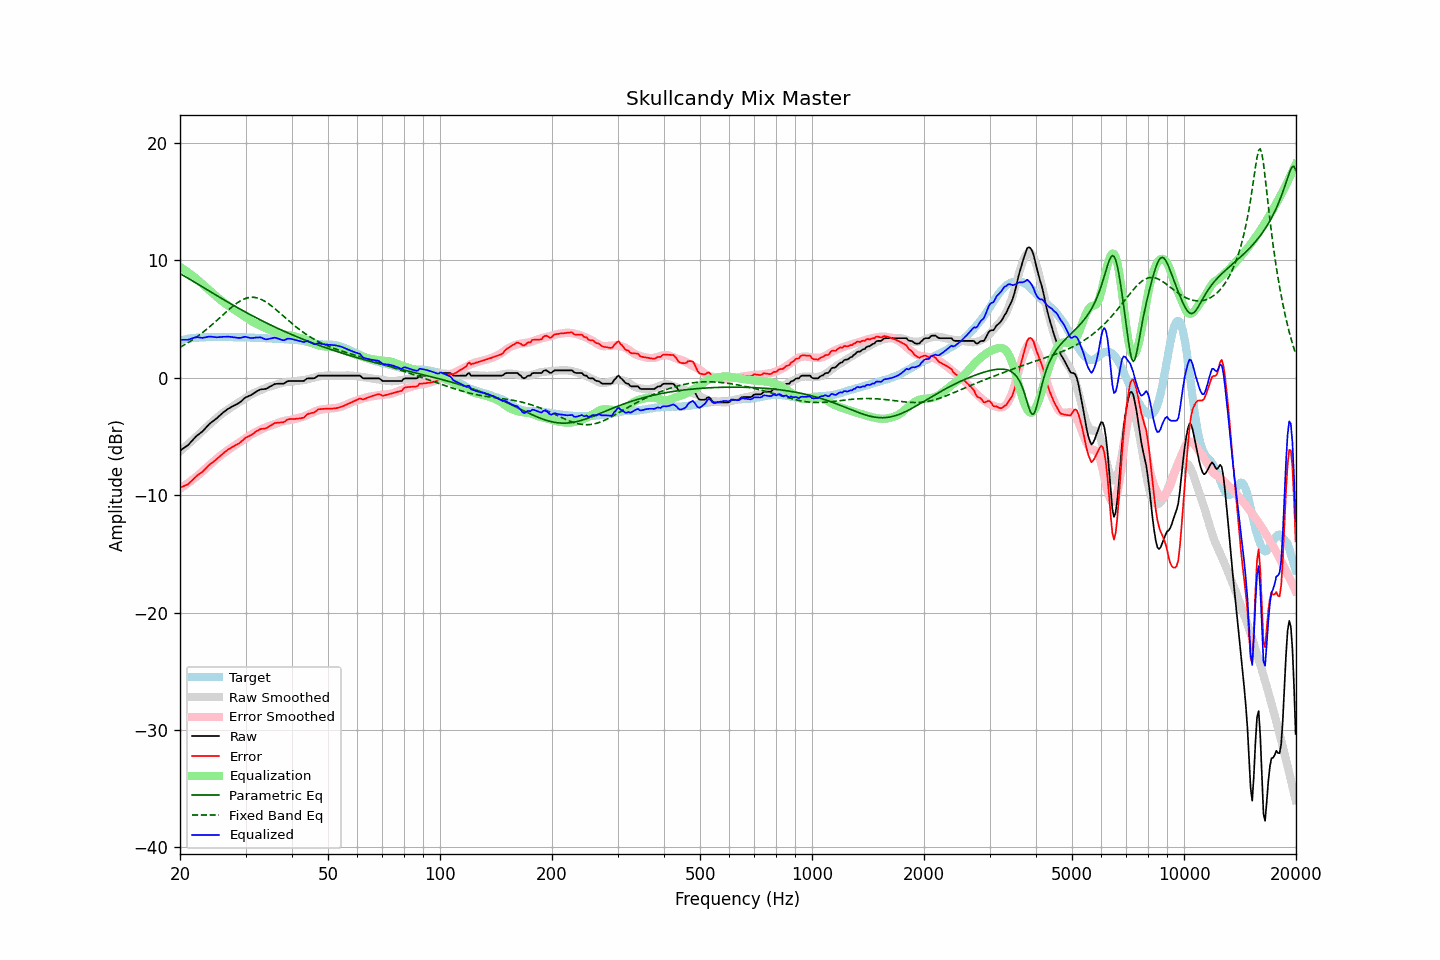 Skullcandy Mix Master
Amplitude (dBr)
20
10
0
−10
−20
−30
−40
Target
Raw Smoothed
Error Smoothed
Raw
Error
Equalization
Parametric Eq
Fixed Band Eq
Equalized
20 50 100 200 500 1000 2000 5000 10000 20000
Frequency (Hz)